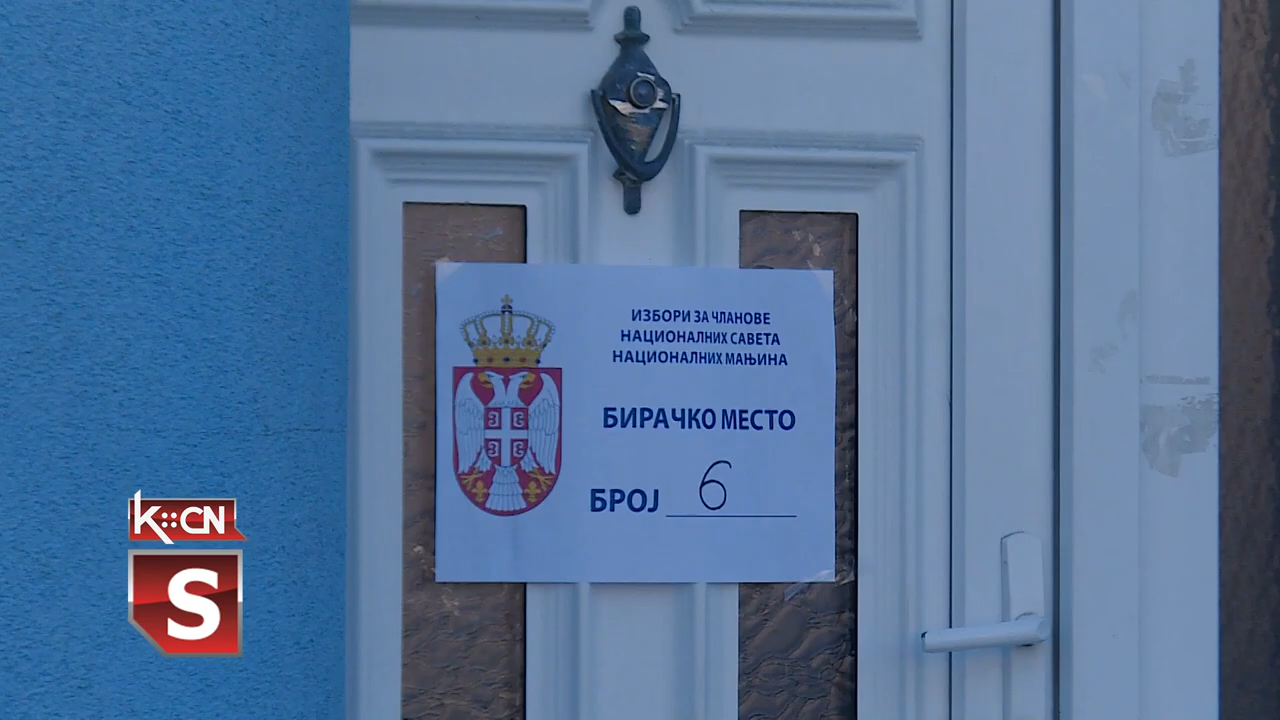 ИЗБОРИ ЗА ЧЛАНОВЕ
НАЦИОНАЛНИХ САВЕТА
НАЦИОНАЛНИХ МАЊИНА
БИРАЧКО МЕСТО
БРОЈ 6
K::CN
S